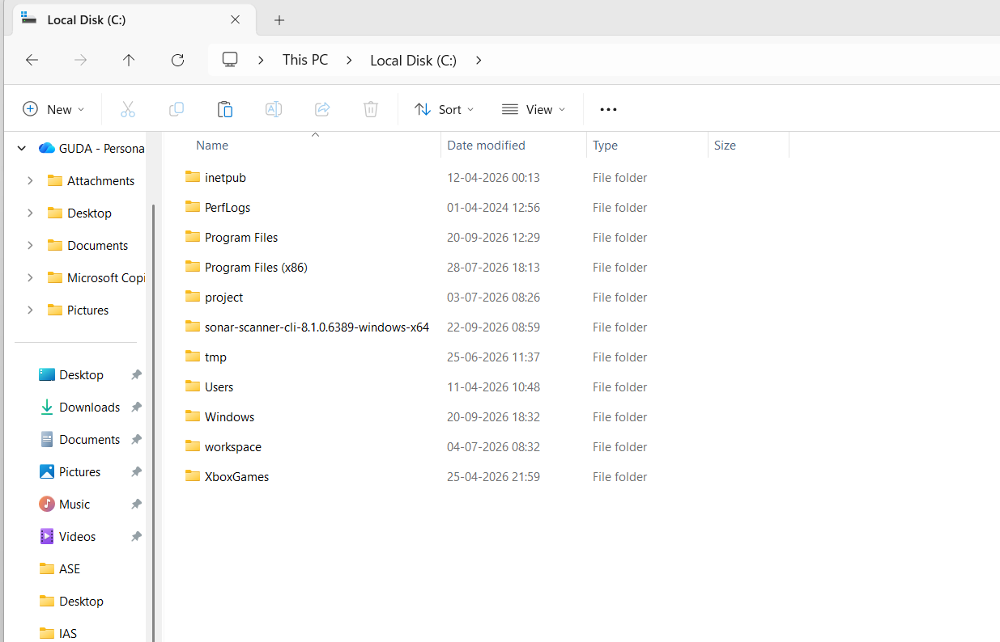 Local Disk (C:)
This PC Local Disk (C:)
New Sort View
GUDA - Persona
Attachments
Desktop
Documents
Microsoft Copi
Pictures
Desktop
Downloads
Documents
Pictures
Music
Videos
ASE
Desktop
IAS
Name Date modified Type Size
inetpub 12-04-2026 00:13 File folder
PerfLogs 01-04-2024 12:56 File folder
Program Files 20-09-2026 12:29 File folder
Program Files (x86) 28-07-2026 18:13 File folder
project 03-07-2026 08:26 File folder
sonar-scanner-cli-8.1.0.6389-windows-x64 22-09-2026 08:59 File folder
tmp 25-06-2026 11:37 File folder
Users 11-04-2026 10:48 File folder
Windows 20-09-2026 18:32 File folder
workspace 04-07-2026 08:32 File folder
XboxGames 25-04-2026 21:59 File folder